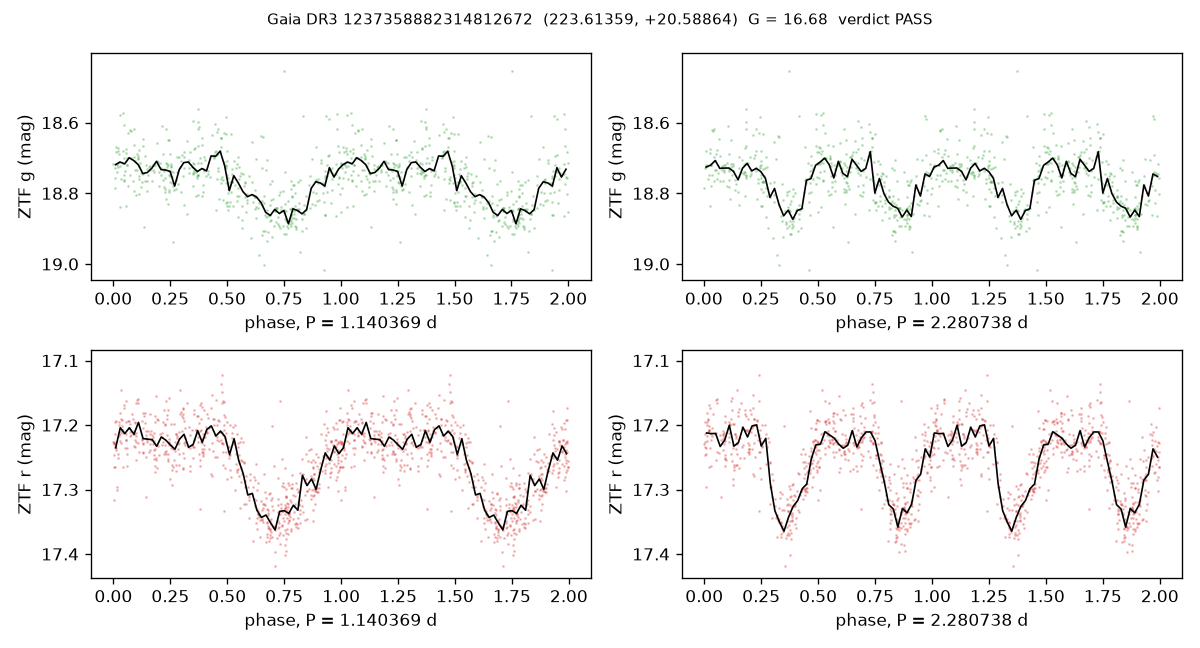 Gaia DR3 1237358882314812672 (223.61359, +20.58864) G = 16.68 verdict PASS
ZTF g (mag)
18.6
18.8
19.0
0.00 0.25 0.50 0.75 1.00 1.25 1.50 1.75 2.00
phase, P = 1.140369 d
ZTF g (mag)
18.6
18.8
19.0
0.00 0.25 0.50 0.75 1.00 1.25 1.50 1.75 2.00
phase, P = 2.280738 d
ZTF r (mag)
17.1
17.2
17.3
17.4
0.00 0.25 0.50 0.75 1.00 1.25 1.50 1.75 2.00
phase, P = 1.140369 d
ZTF r (mag)
17.1
17.2
17.3
17.4
0.00 0.25 0.50 0.75 1.00 1.25 1.50 1.75 2.00
phase, P = 2.280738 d